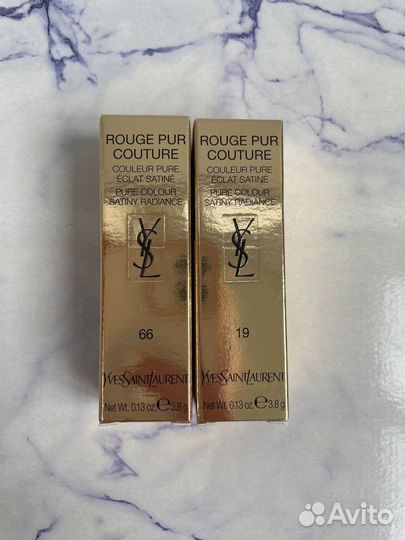 ROUGE PUR
COUTURE
COULEUR PURE
ÉCLAT SATINÉ
PURE COLOUR
SATINY RADIANCE
YSL
66
YVESSAINTLAURENT
Net Wt. 0.13 oz. ℮ 3.8 g
ROUGE PUR
COUTURE
COULEUR PURE
ÉCLAT SATINÉ
PURE COLOUR
SATINY RADIANCE
YSL
19
YVESSAINTLAURENT
Net Wt. 0.13 oz. ℮ 3.8 g
Avito